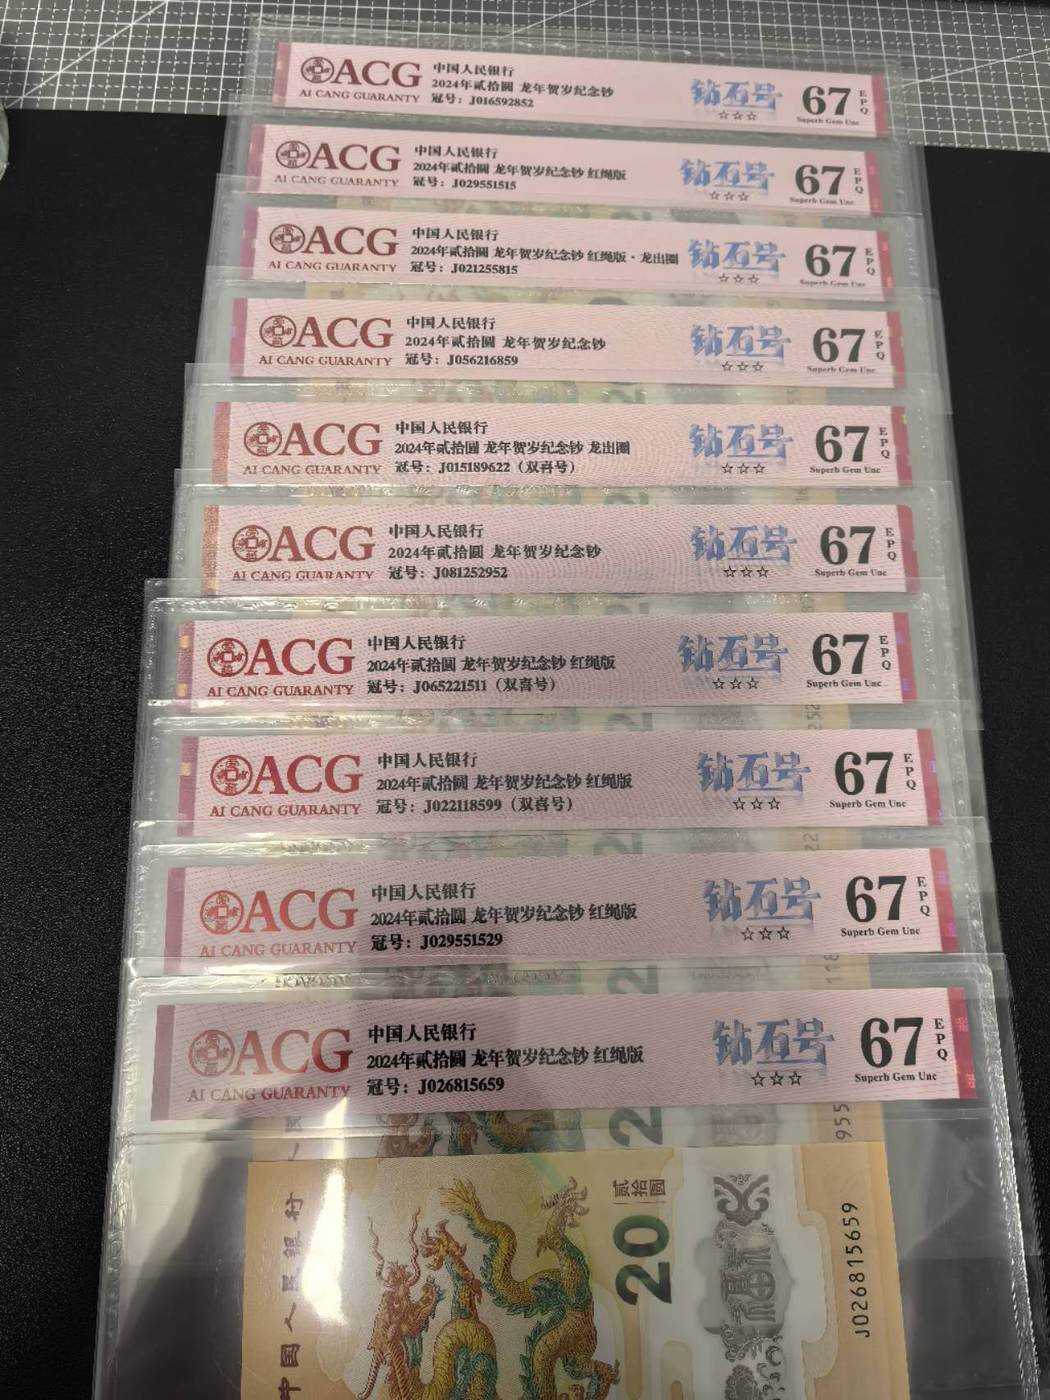 ACG
AI CANG GUARANTY
中国人民银行
2024年贰拾圆 龙年贺岁纪念钞
冠号：J016592852
钻石号
☆☆☆
67
EPQ
Superb Gem Unc
ACG
AI CANG GUARANTY
中国人民银行
2024年贰拾圆 龙年贺岁纪念钞 红绳版
冠号：J029551515
钻石号
☆☆☆
67
EPQ
Superb Gem Unc
ACG
AI CANG GUARANTY
中国人民银行
2024年贰拾圆 龙年贺岁纪念钞 红绳版·龙出圈
冠号：J021255815
钻石号
☆☆☆
67
EPQ
Superb Gem Unc
ACG
AI CANG GUARANTY
中国人民银行
2024年贰拾圆 龙年贺岁纪念钞
冠号：J056216859
钻石号
☆☆☆
67
EPQ
Superb Gem Unc
ACG
AI CANG GUARANTY
中国人民银行
2024年贰拾圆 龙年贺岁纪念钞 龙出圈
冠号：J015189622（双喜号）
钻石号
☆☆☆
67
EPQ
Superb Gem Unc
ACG
AI CANG GUARANTY
中国人民银行
2024年贰拾圆 龙年贺岁纪念钞
冠号：J081252952
钻石号
☆☆☆
67
EPQ
Superb Gem Unc
ACG
AI CANG GUARANTY
中国人民银行
2024年贰拾圆 龙年贺岁纪念钞 红绳版
冠号：J065221511（双喜号）
钻石号
☆☆☆
67
EPQ
Superb Gem Unc
ACG
AI CANG GUARANTY
中国人民银行
2024年贰拾圆 龙年贺岁纪念钞 红绳版
冠号：J022118599（双喜号）
钻石号
☆☆☆
67
EPQ
Superb Gem Unc
ACG
AI CANG GUARANTY
中国人民银行
2024年贰拾圆 龙年贺岁纪念钞 红绳版
冠号：J029551529
钻石号
☆☆☆
67
EPQ
Superb Gem Unc
ACG
AI CANG GUARANTY
中国人民银行
2024年贰拾圆 龙年贺岁纪念钞 红绳版
冠号：J026815659
钻石号
☆☆☆
67
EPQ
Superb Gem Unc
中國人民銀行
贰拾圆
20
J026815659